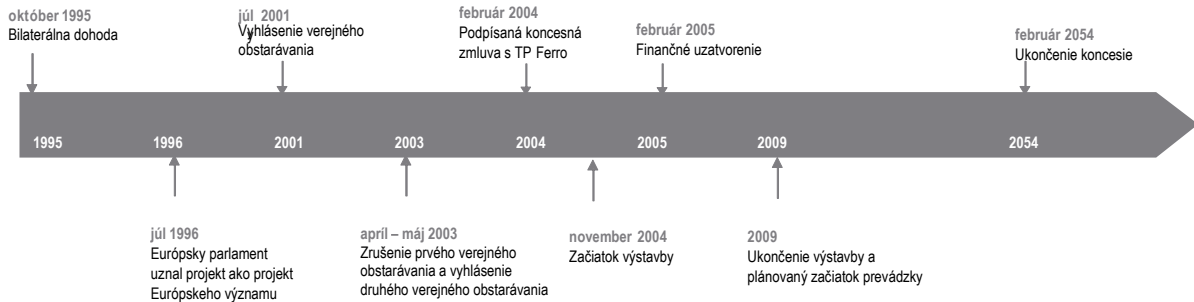 október 1995
Bilaterálna dohoda
júl 2001
Vyhlásenie verejného
obstarávania
február 2004
Podpísaná koncesná
zmluva s TP Ferro
február 2005
Finančné uzatvorenie
február 2054
Ukončenie koncesie
1995 1996 2001 2003 2004 2005 2009 2054
júl 1996
Európsky parlament
uznal projekt ako projekt
Európskeho významu
apríl – máj 2003
Zrušenie prvého verejného
obstarávania a vyhlásenie
druhého verejného obstarávania
november 2004
Začiatok výstavby
2009
Ukončenie výstavby a
plánovaný začiatok prevádzky